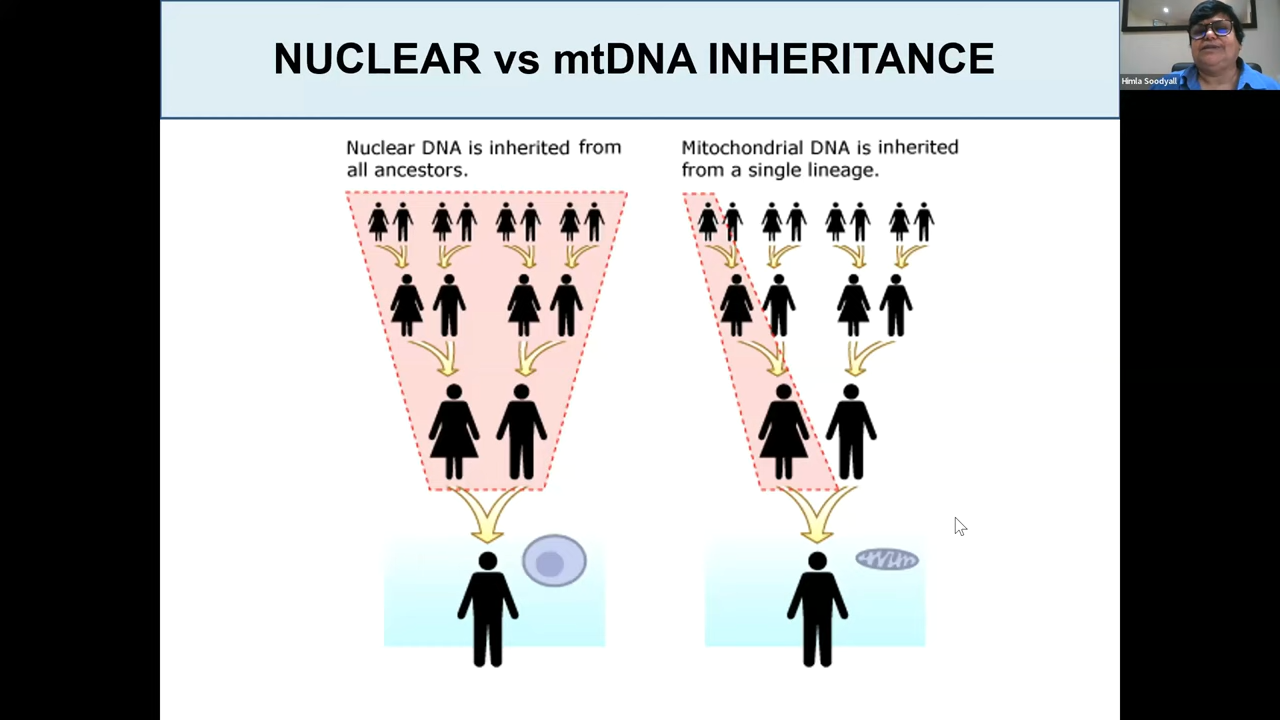 NUCLEAR vs mtDNA INHERITANCE
Himla Soodyall
Nuclear DNA is inherited from
all ancestors.
Mitochondrial DNA is inherited
from a single lineage.